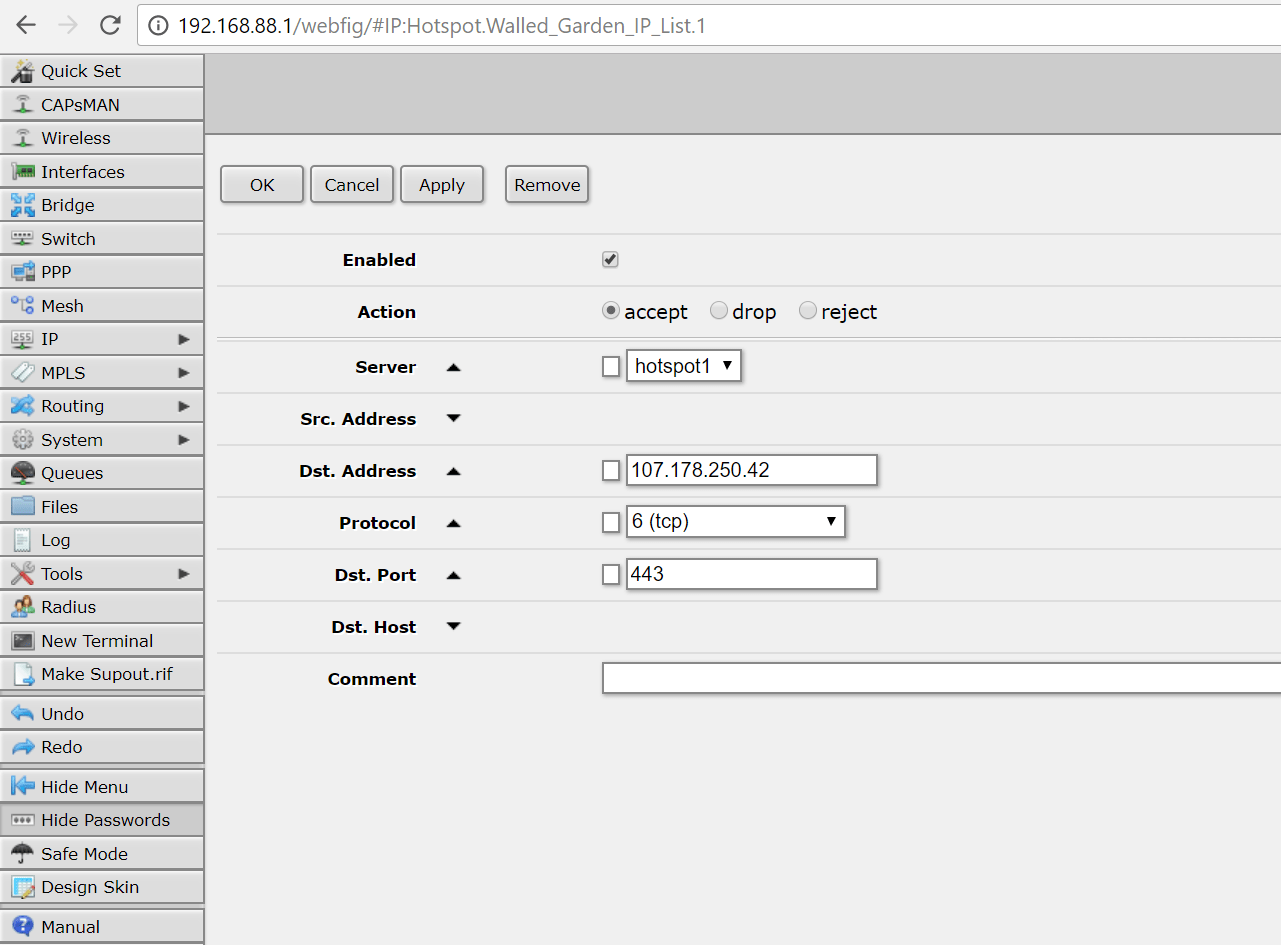 192.168.88.1/webfig/#IP:Hotspot.Walled_Garden_IP_List.1
Quick Set
CAPsMAN
Wireless
Interfaces
Bridge
Switch
PPP
Mesh
255 IP
MPLS
Routing
System
Queues
Files
Log
Tools
Radius
New Terminal
Make Supout.rif
Undo
Redo
Hide Menu
Hide Passwords
Safe Mode
Design Skin
Manual
OK Cancel Apply Remove
Enabled
Action accept drop reject
Server hotspot1
Src. Address
Dst. Address 107.178.250.42
Protocol 6 (tcp)
Dst. Port 443
Dst. Host
Comment